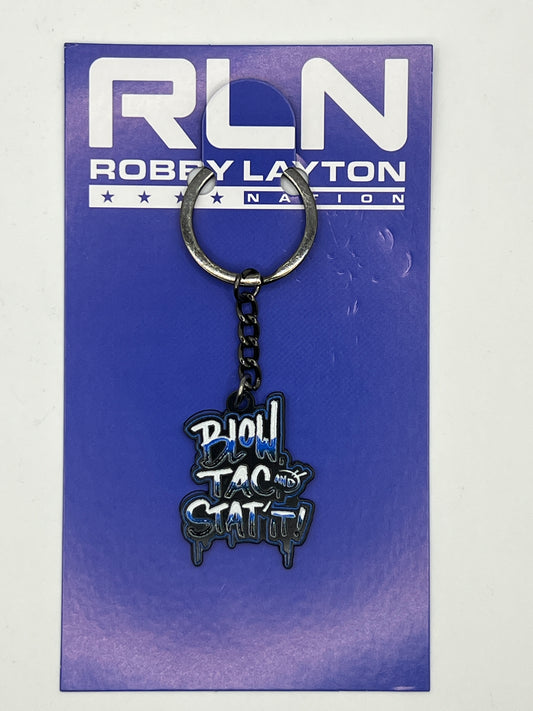 RLN
ROBBY LAYTON
NATION
BLOW,
TAC AND
STAT' IT!